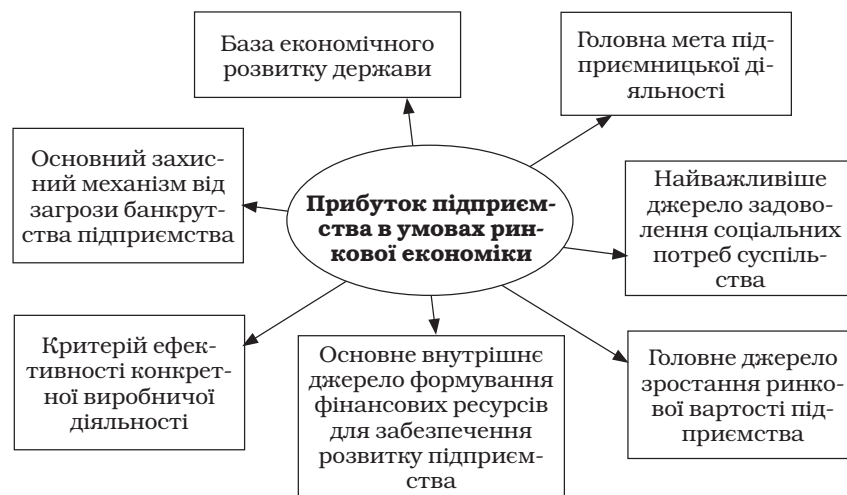 База економічного
розвитку держави
Головна мета під-
приємницької ді-
яльності
Основний захис-
ний механізм від
загрози банкрут-
ства підприємства
Прибуток підприєм-
ства в умовах рин-
кової економіки
Найважливіше
джерело задово-
лення соціальних
потреб суспіль-
ства
Критерій ефек-
тивності конкрет-
ної виробничої
діяльності
Основне внутрішнє
джерело формування
фінансових ресурсів
для забезпечення
розвитку підприєм-
ства
Головне джерело
зростання ринк-
ової вартості під-
приємства